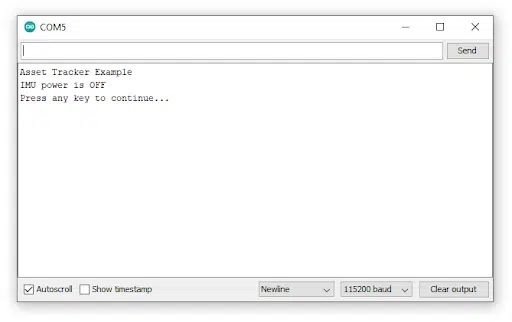 COM5
Send
Asset Tracker Example
IMU power is OFF
Press any key to continue...
Autoscroll Show timestamp Newline 115200 baud Clear output